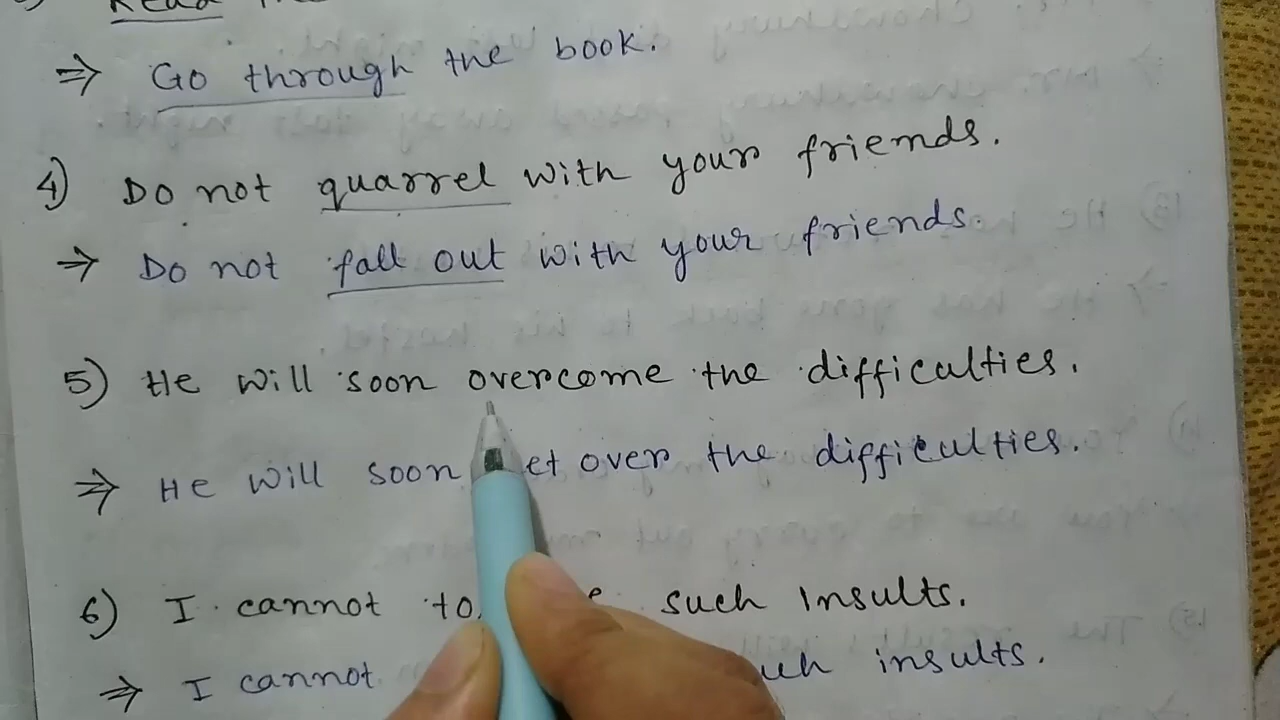 Read
⇒ Go through the book.
4) Do not quarrel with your friends.
⇒ Do not fall out with your friends.
5) He will soon overcome the difficulties.
⇒ He will soon et over the difficulties.
6) I cannot to such insults.
⇒ I cannot uch insults.